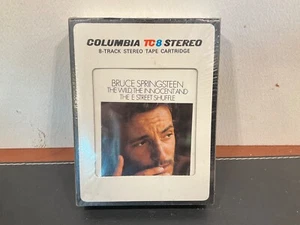 COLUMBIA TC8 STEREO
8-TRACK STEREO TAPE CARTRIDGE
BRUCE SPRINGSTEEN
THE WILD, THE INNOCENT AND
THE E STREET SHUFFLE